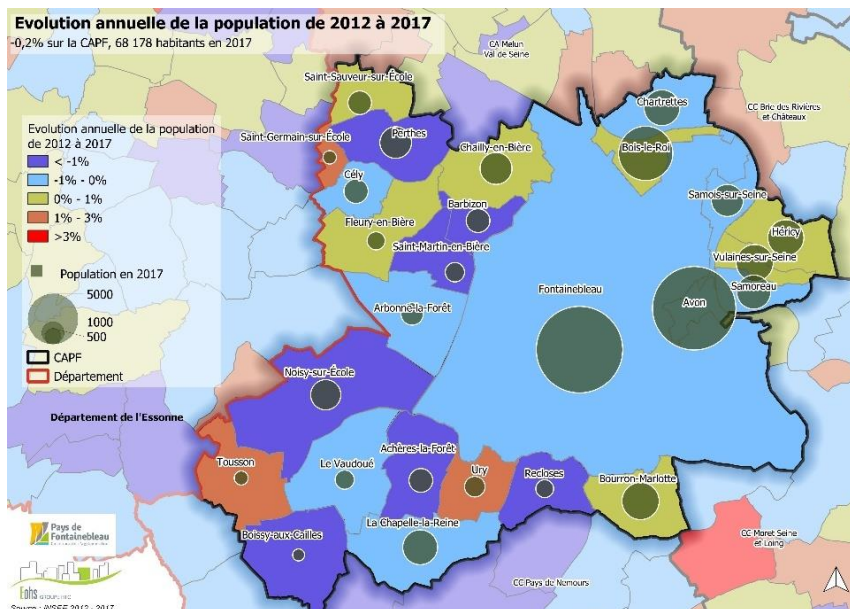 Evolution annuelle de la population de 2012 à 2017
-0,2% sur la CAPF, 68 178 habitants en 2017
CA Melun
Val de Seine
CC Brie des Rivières
et Châteaux
Saint-Sauveur-sur-École
Chartrettes
Evolution annuelle de la population
de 2012 à 2017
< -1%
-1% - 0%
0% - 1%
1% - 3%
>3%
Population en 2017
5000
1000
500
CAPF
Département
Saint-Germain-sur-École
Perthes
Chailly-en-Bière
Bois-le-Roi
Cély
Barbizon
Samois-sur-Seine
Fleury-en-Bière
Héricy
Saint-Martin-en-Bière
Vulaines-sur-Seine
Samoreau
Fontainebleau
Avon
Arbonne-la-Forêt
Noisy-sur-École
Département de l'Essonne
Achères-la-Forêt
Tousson
Le Vaudoué
Ury
Recloses
Bourron-Marlotte
La Chapelle-la-Reine
Boissy-aux-Cailles
CC Moret Seine
et Loing
CC Pays de Nemours
Pays de
Fontainebleau
Eohs
Source : INSEE 2012 - 2017